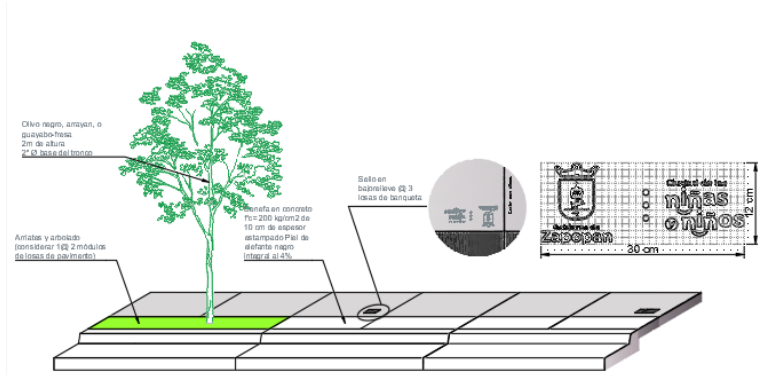 Olivo negro, arrayan, o
guayabo-fresa
2m de altura
2" Ø base del tronco
Arriates y arbolado
(considerar 1@ 2 módulos
de losas de pavimento)
en concreto
f'c= 200 kg/cm2 de
10 cm de espesor
estampado Piel de
elefante negro
integral al 4%.
Sello en
bajorelieve @ 3
losas de banqueta
Gobierno de
Zapopan
Ciudad de las
niñas
y niños
30 cm
12 cm